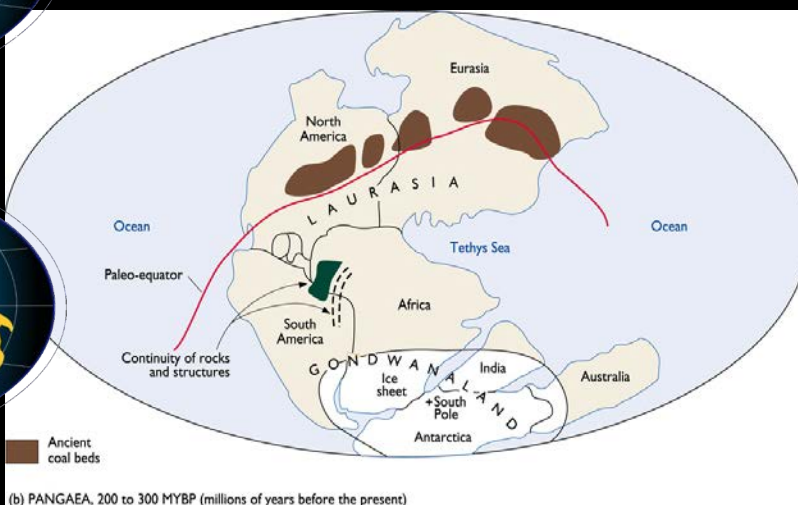 Eurasia
North
America
LAURASIA
Ocean
Tethys Sea
Ocean
Paleo-equator
Africa
South
America
Continuity of rocks
and structures
GONDWANALAND
Ice
sheet
India
Australia
+South
Pole
Antarctica
Ancient
coal beds
(b) PANGAEA, 200 to 300 MYBP (millions of years before the present)